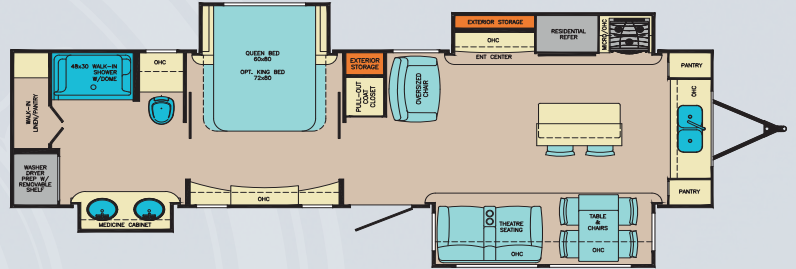 48x30 WALK-IN
SHOWER
W/DOME
OHC
WALK-IN
LINEN/PANTRY
WASHER
DRYER
PREP W/
REMOVABLE
SHELF
MEDICINE CABINET
QUEEN BED
60x80
OPT. KING BED
72x80
OHC
EXTERIOR
STORAGE
PULL-OUT
COAT
CLOSET
OVERSIZED
CHAIR
EXTERIOR STORAGE
OHC
ENT CENTER
RESIDENTIAL
REFER
MICRO/OHC
PANTRY
OHC
PANTRY
THEATRE
SEATING
OHC
TABLE
&
CHAIRS
OHC